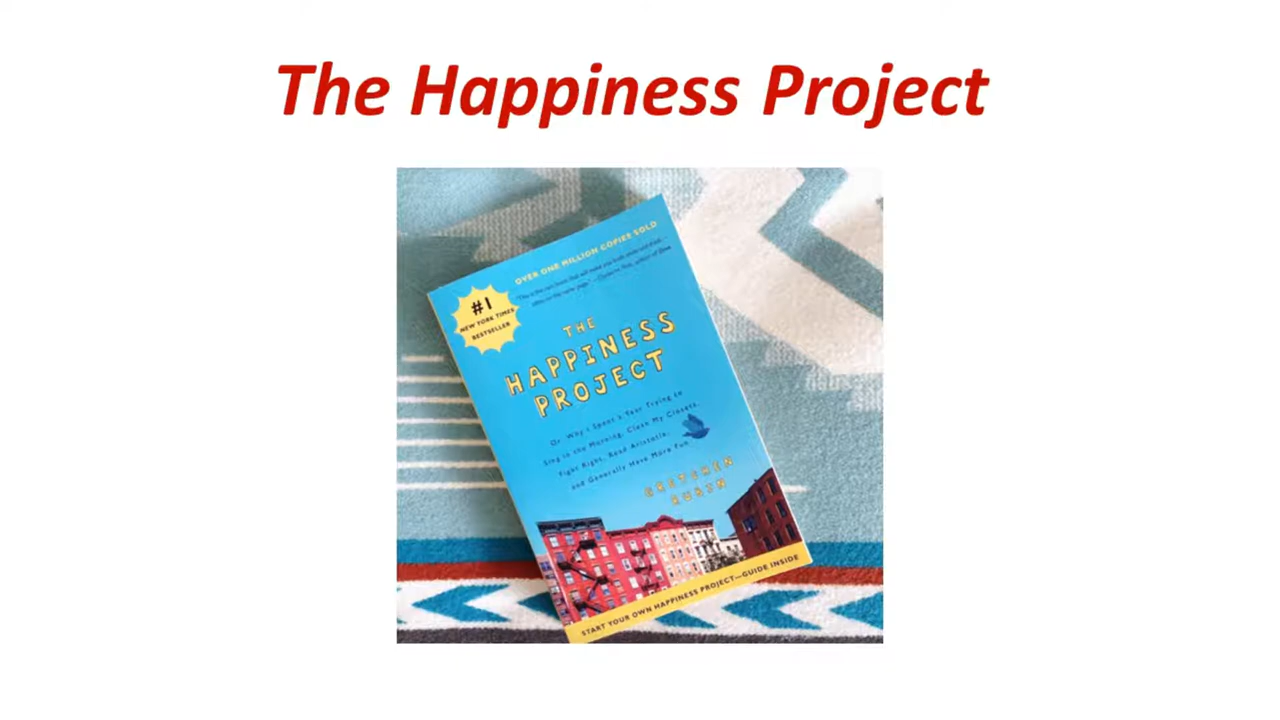 The Happiness Project
OVER ONE MILLION COPIES SOLD
#1
NEW YORK TIMES
BESTSELLER
THE
HAPPINESS
PROJECT
Or, Why I Spent a Year Trying to
Sing in the Morning, Clean My Closets,
Fight Right, Read Aristotle,
and Generally Have More Fun
GRETCHEN
RUBIN
START YOUR OWN HAPPINESS PROJECT—GUIDE INSIDE